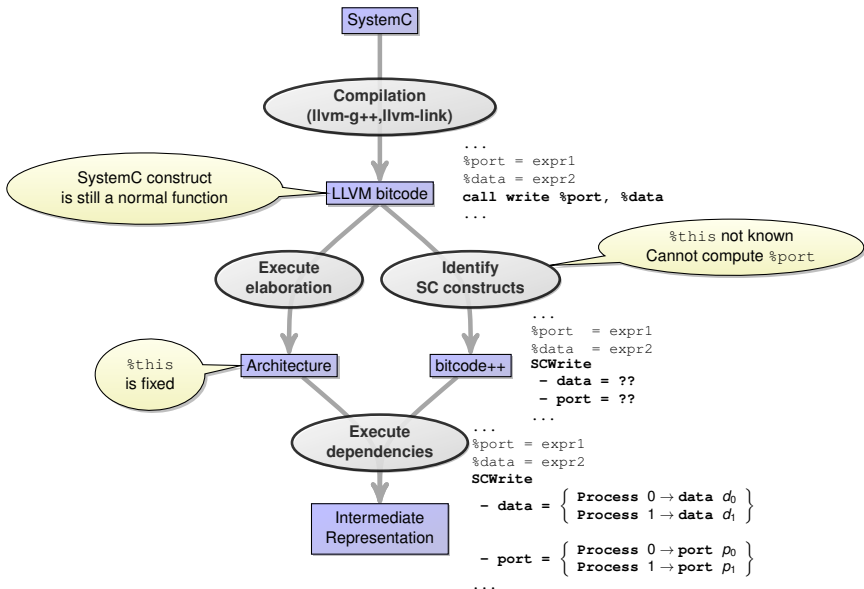 SystemC
Compilation
(llvm-g++,llvm-link)
...
%port = expr1
%data = expr2
call write %port, %data
...
SystemC construct
is still a normal function
LLVM bitcode
%this not known
Cannot compute %port
Execute
elaboration
Identify
SC constructs
...
%port  = expr1
%data  = expr2
SCWrite
- data = ??
- port = ??
...
%this
is fixed
Architecture
bitcode++
Execute
dependencies
...
%port = expr1
%data = expr2
SCWrite
- data = { Process 0 → data d₀
Process 1 → data d₁ }
- port = { Process 0 → port p₀
Process 1 → port p₁ }
...
Intermediate
Representation